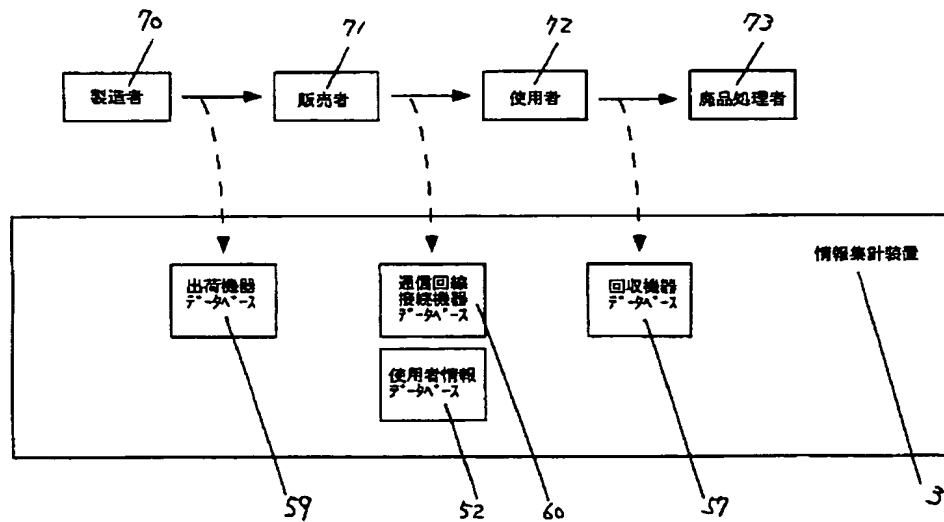 70
71
72
73
製造者
販売者
使用者
廃品処理者
情報集計装置
出荷機器
データベース
通信回線
接続機器
データベース
回収機器
データベース
使用者情報
データベース
59
52
60
57
3